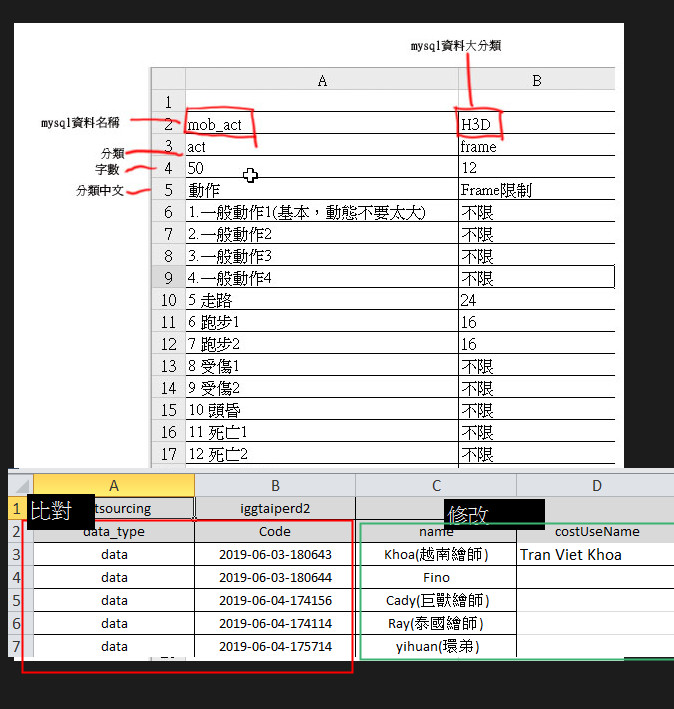 mysql資料大分類
A B
1
mysql資料名稱 2 mob_act H3D
分類 3 act frame
字數 4 50 12
分類中文 5 動作 Frame限制
6 1.一般動作1(基本，動態不要太大) 不限
7 2.一般動作2 不限
8 3.一般動作3 不限
9 4.一般動作4 不限
10 5 走路 24
11 6 跑步1 16
12 7 跑步2 16
13 8 受傷1 不限
14 9 受傷2 不限
15 10 頭昏 不限
16 11 死亡1 不限
17 12 死亡2 不限
A B C D
1 比對 tsourcing iggtaiperd2 修改
2 data_type Code name costUseName
3 data 2019-06-03-180643 Khoa(越南繪師) Tran Viet Khoa
4 data 2019-06-03-180644 Fino
5 data 2019-06-04-174156 Cady(巨獸繪師)
6 data 2019-06-04-174114 Ray(泰國繪師)
7 data 2019-06-04-175714 yihuan(環弟)